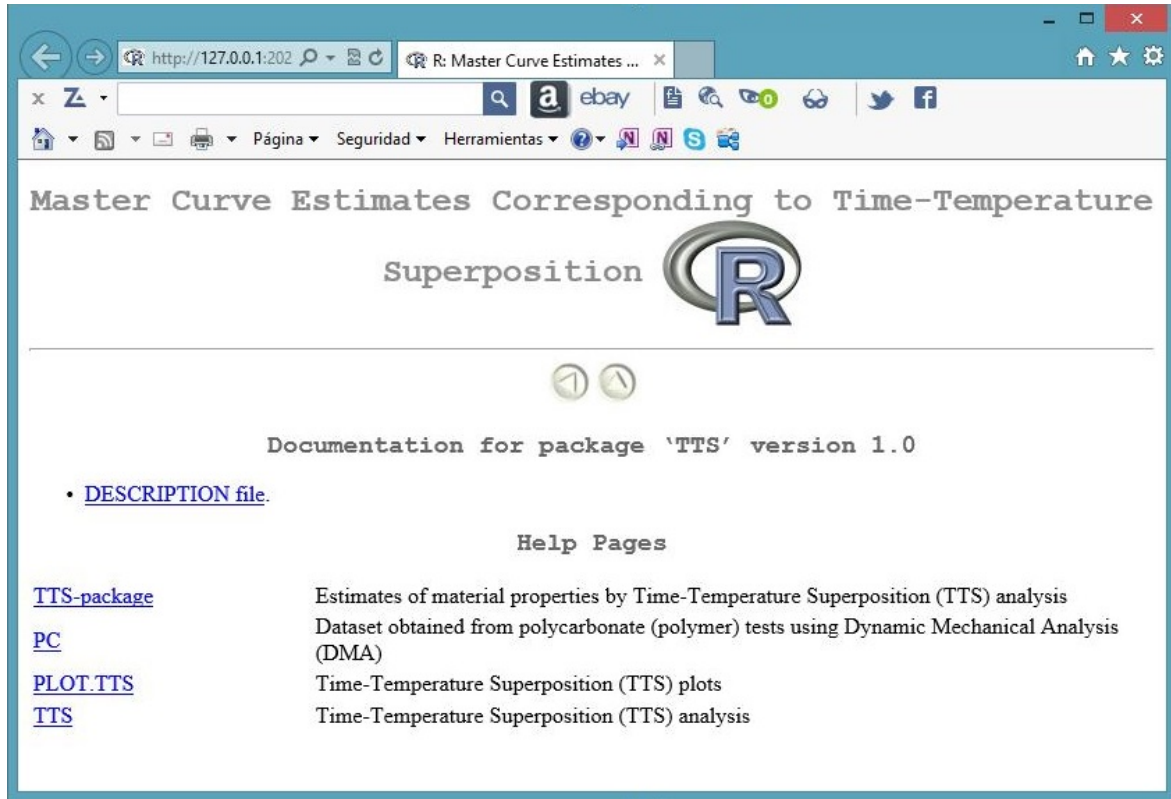 http://127.0.0.1:202
R: Master Curve Estimates ...
a ebay
Página Seguridad Herramientas
Master Curve Estimates Corresponding to Time-Temperature
Superposition R
Documentation for package ‘TTS’ version 1.0
• DESCRIPTION file.
Help Pages
TTS-package Estimates of material properties by Time-Temperature Superposition (TTS) analysis
PC Dataset obtained from polycarbonate (polymer) tests using Dynamic Mechanical Analysis
(DMA)
PLOT.TTS Time-Temperature Superposition (TTS) plots
TTS Time-Temperature Superposition (TTS) analysis